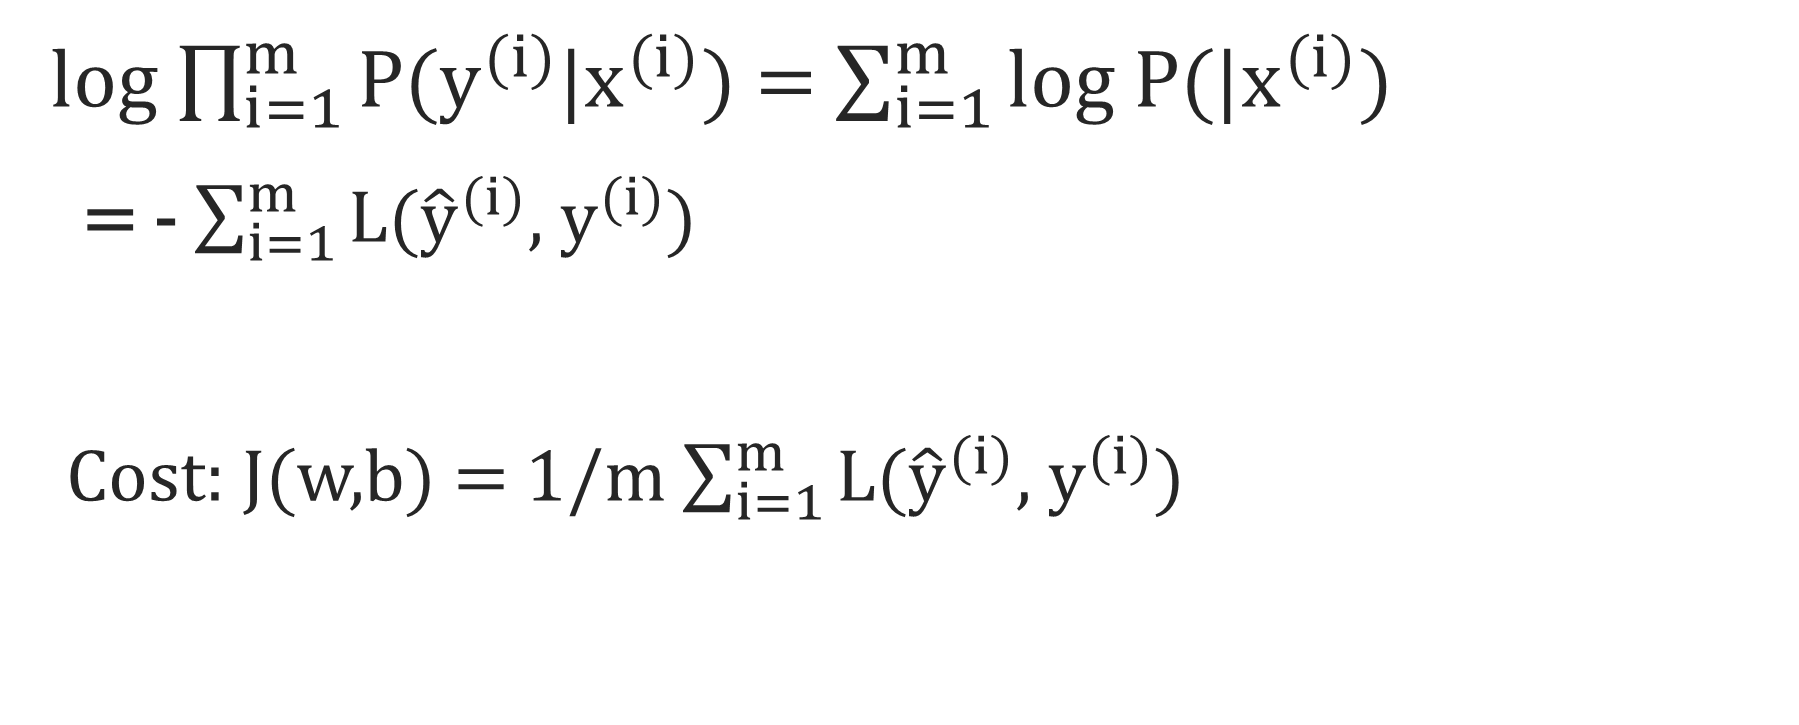 log ∏ᵢ₌₁ᵐ P(y⁽ⁱ⁾|x⁽ⁱ⁾) = ∑ᵢ₌₁ᵐ log P(|x⁽ⁱ⁾)
= - ∑ᵢ₌₁ᵐ L(ŷ⁽ⁱ⁾, y⁽ⁱ⁾)
Cost: J(w,b) = 1/m ∑ᵢ₌₁ᵐ L(ŷ⁽ⁱ⁾, y⁽ⁱ⁾)